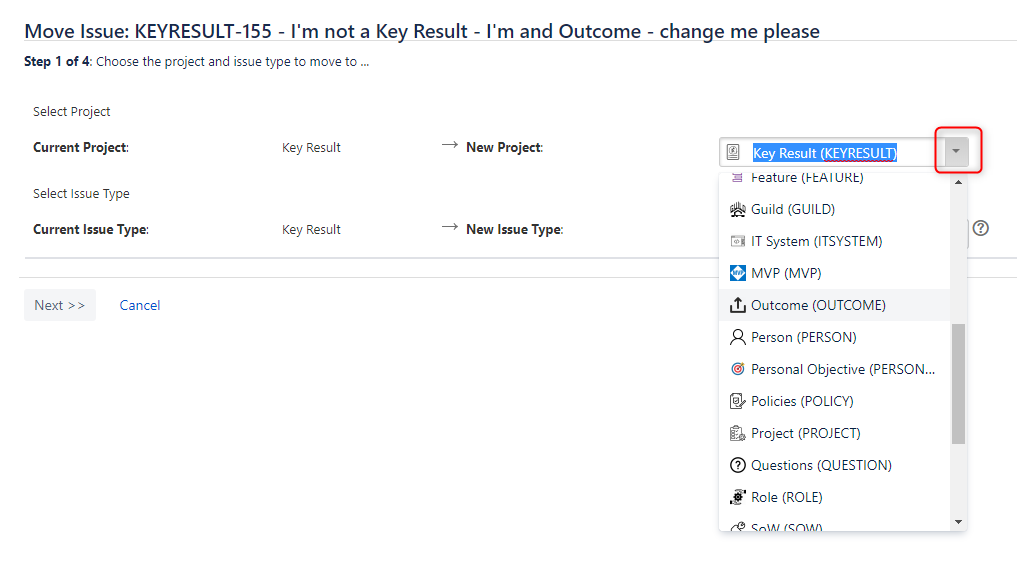 Move Issue: KEYRESULT-155 - I'm not a Key Result - I'm and Outcome - change me please
Step 1 of 4: Choose the project and issue type to move to ...
Select Project
Current Project: Key Result → New Project: Key Result (KEYRESULT)
Select Issue Type
Current Issue Type: Key Result → New Issue Type:
Next >> Cancel
Feature (FEATURE)
Guild (GUILD)
IT System (ITSYSTEM)
MVP (MVP)
Outcome (OUTCOME)
Person (PERSON)
Personal Objective (PERSON...
Policies (POLICY)
Project (PROJECT)
Questions (QUESTION)
Role (ROLE)
SoW (SOW)